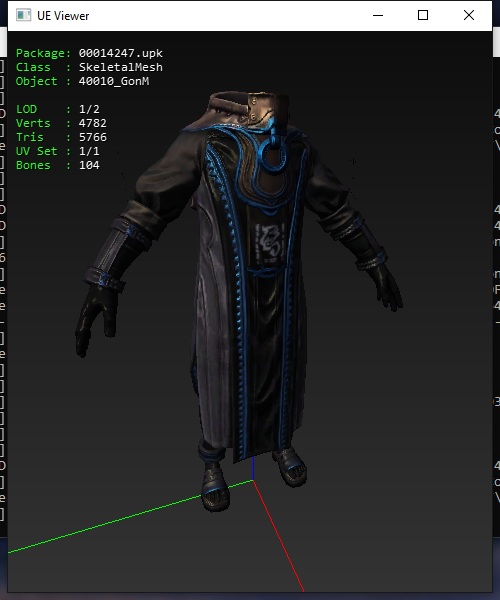 UE Viewer
Package: 00014247.upk
Class : SkeletalMesh
Object : 40010_GonM
LOD : 1/2
Verts : 4782
Tris : 5766
UV Set : 1/1
Bones : 104